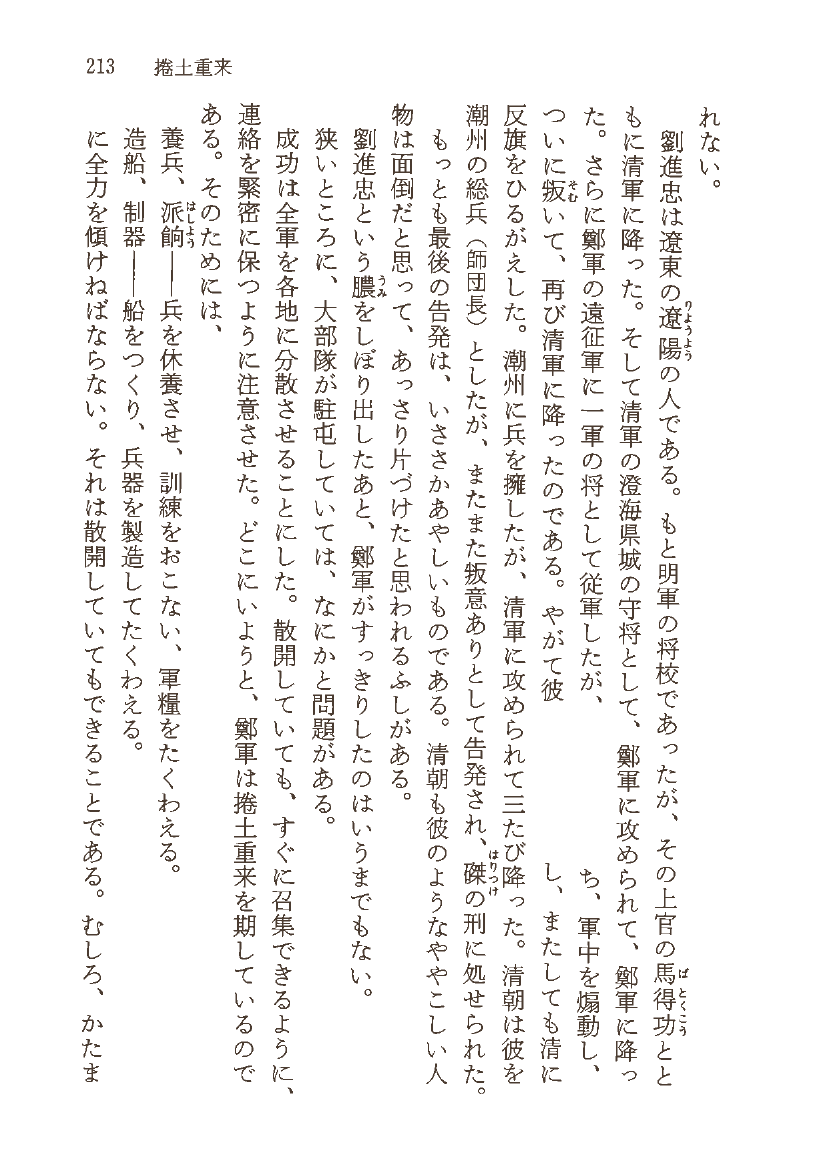 213 捲土重来
れない。
りようよう ばとくこう
劉進忠は遼東の遼陽の人である。もと明軍の将校であったが、その上官の馬得功とと
もに清軍に降った。そして清軍の澄海県城の守将として、鄭軍に攻められて、鄭軍に降っ
た。さらに鄭軍の遠征軍に一軍の将として従軍したが、 ち、軍中を煽動し、
そむ
ついに叛いて、再び清軍に降ったのである。やがて彼 し、またしても清に
反旗をひるがえした。潮州に兵を擁したが、清軍に攻められて三たび降った。清朝は彼を
はりつけ
潮州の総兵（師団長）としたが、またまた叛意ありとして告発され、磔の刑に処せられた。
もっとも最後の告発は、いささかあやしいものである。清朝も彼のようなややこしい人
物は面倒だと思って、あっさり片づけたと思われるふしがある。
うみ
劉進忠という膿をしぼり出したあと、鄭軍がすっきりしたのはいうまでもない。
狭いところに、大部隊が駐屯していては、なにかと問題がある。
成功は全軍を各地に分散させることにした。散開していても、すぐに召集できるように、
連絡を緊密に保つように注意させた。どこにいようと、鄭軍は捲土重来を期しているので
ある。そのためには、
はしよう
養兵、派餉――兵を休養させ、訓練をおこない、軍糧をたくわえる。
造船、制器――船をつくり、兵器を製造してたくわえる。
に全力を傾けねばならない。それは散開していてもできることである。むしろ、かたま